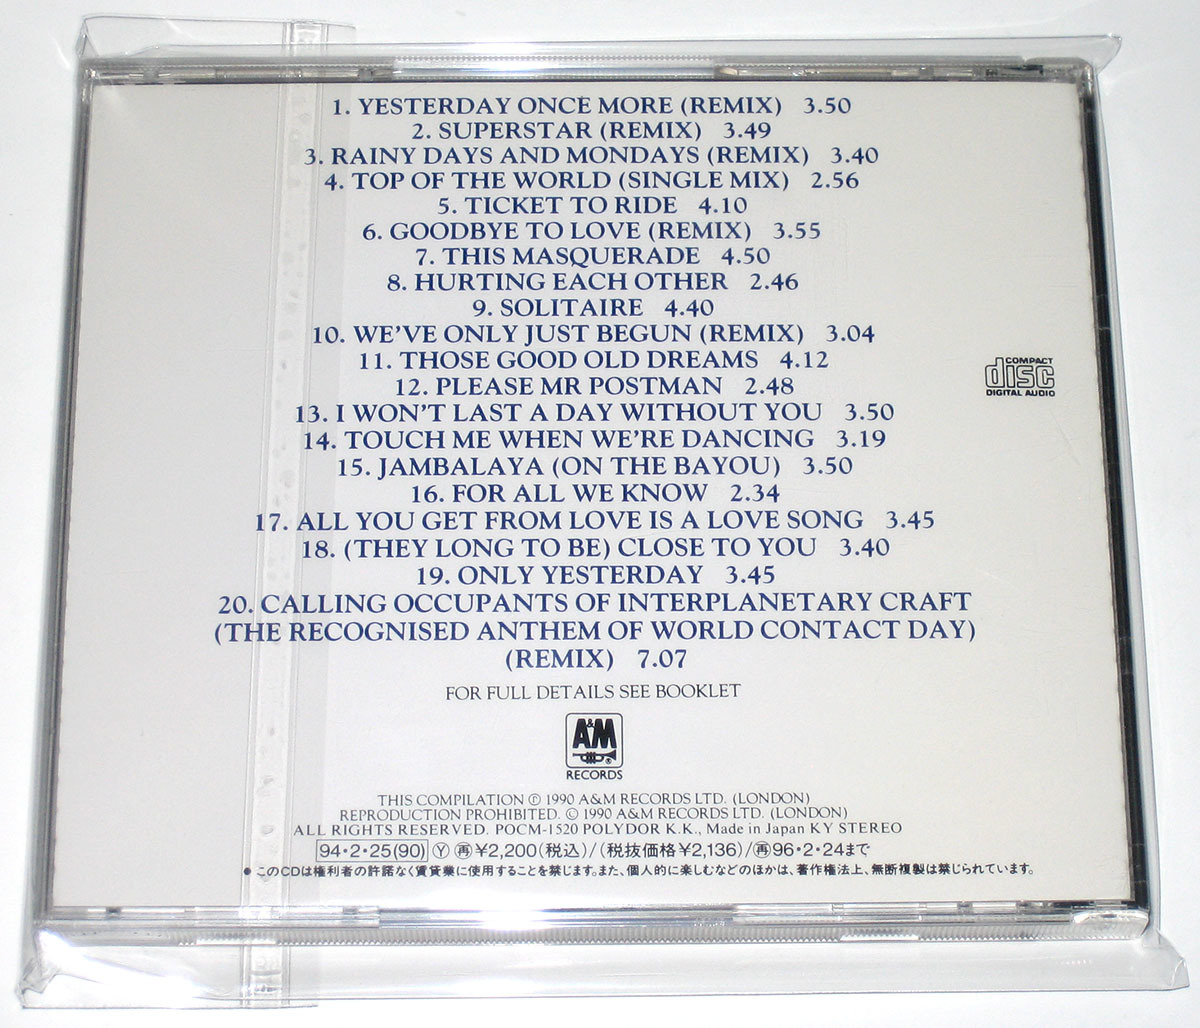 1. YESTERDAY ONCE MORE (REMIX) 3.50
2. SUPERSTAR (REMIX) 3.49
3. RAINY DAYS AND MONDAYS (REMIX) 3.40
4. TOP OF THE WORLD (SINGLE MIX) 2.56
5. TICKET TO RIDE 4.10
6. GOODBYE TO LOVE (REMIX) 3.55
7. THIS MASQUERADE 4.50
8. HURTING EACH OTHER 2.46
9. SOLITAIRE 4.40
10. WE'VE ONLY JUST BEGUN (REMIX) 3.04
11. THOSE GOOD OLD DREAMS 4.12
COMPACT
disc
DIGITAL AUDIO
12. PLEASE MR POSTMAN 2.48
13. I WON'T LAST A DAY WITHOUT YOU 3.50
14. TOUCH ME WHEN WE'RE DANCING 3.19
15. JAMBALAYA (ON THE BAYOU) 3.50
16. FOR ALL WE KNOW 2.34
17. ALL YOU GET FROM LOVE IS A LOVE SONG 3.45
18. (THEY LONG TO BE) CLOSE TO YOU 3.40
19. ONLY YESTERDAY 3.45
20. CALLING OCCUPANTS OF INTERPLANETARY CRAFT
(THE RECOGNISED ANTHEM OF WORLD CONTACT DAY)
(REMIX) 7.07
FOR FULL DETAILS SEE BOOKLET
A&M
®
RECORDS
THIS COMPILATION ℗ 1990 A&M RECORDS LTD. (LONDON)
REPRODUCTION PROHIBITED. © 1990 A&M RECORDS LTD. (LONDON)
ALL RIGHTS RESERVED. POCM-1520 POLYDOR K.K., Made in Japan KY STEREO
94・2・25(90) Ⓨ ㊢¥2,200(税込)/(税抜価格¥2,136)/㊢96・2・24まで
●このCDは権利者の許諾なく賃貸業に使用することを禁じます。また、個人的に楽しむなどのほかは、著作権法上、無断複製は禁じられています。